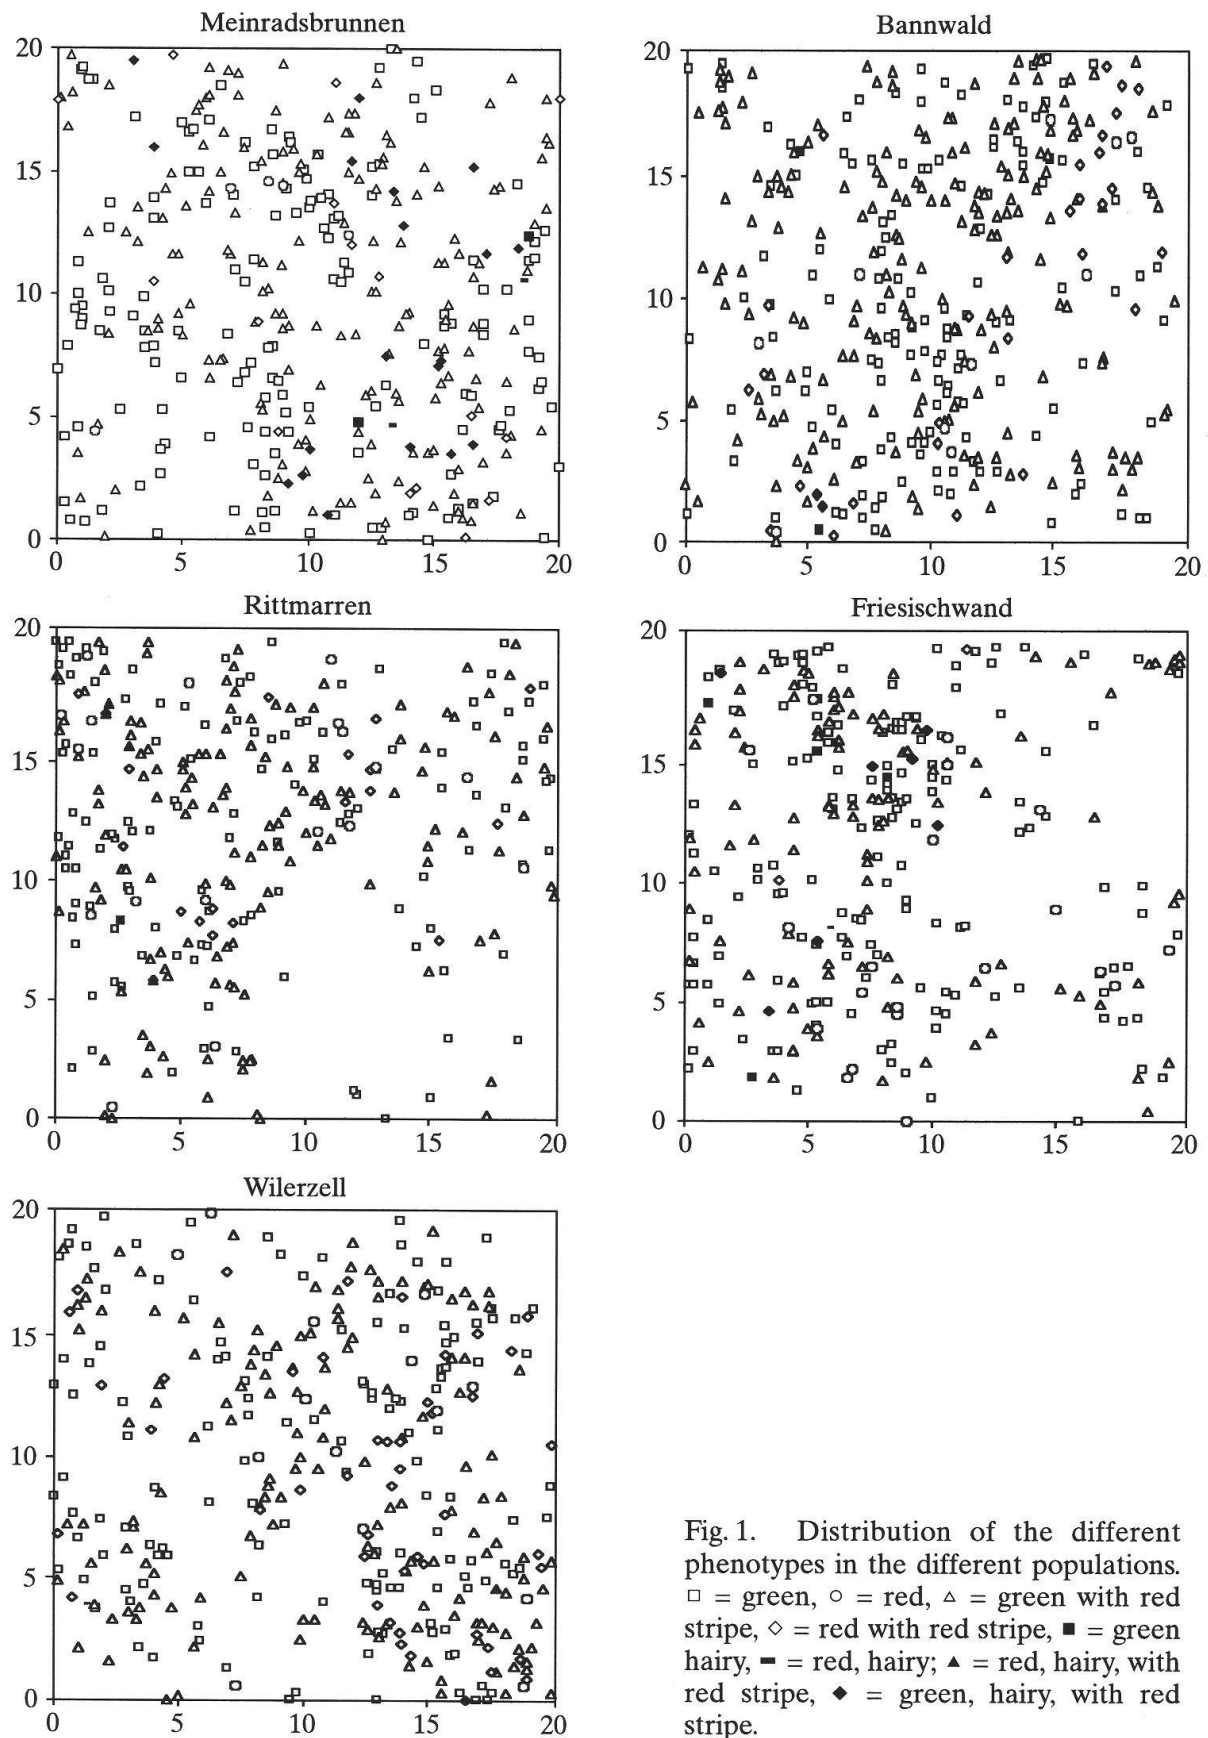 Meinradsbrunnen
20
15
10
5
0
0 5 10 15 20
Bannwald
20
15
10
5
0
0 5 10 15 20
Rittmarren
20
15
10
5
0
0 5 10 15 20
Friesischwand
20
15
10
5
0
0 5 10 15 20
Wilerzell
20
15
10
5
0
0 5 10 15 20
Fig. 1. Distribution of the different
phenotypes in the different populations.
□ = green, ○ = red, △ = green with red
stripe, ◇ = red with red stripe, ■ = green
hairy, ▬ = red, hairy; ▲ = red, hairy, with
red stripe, ◆ = green, hairy, with red
stripe.